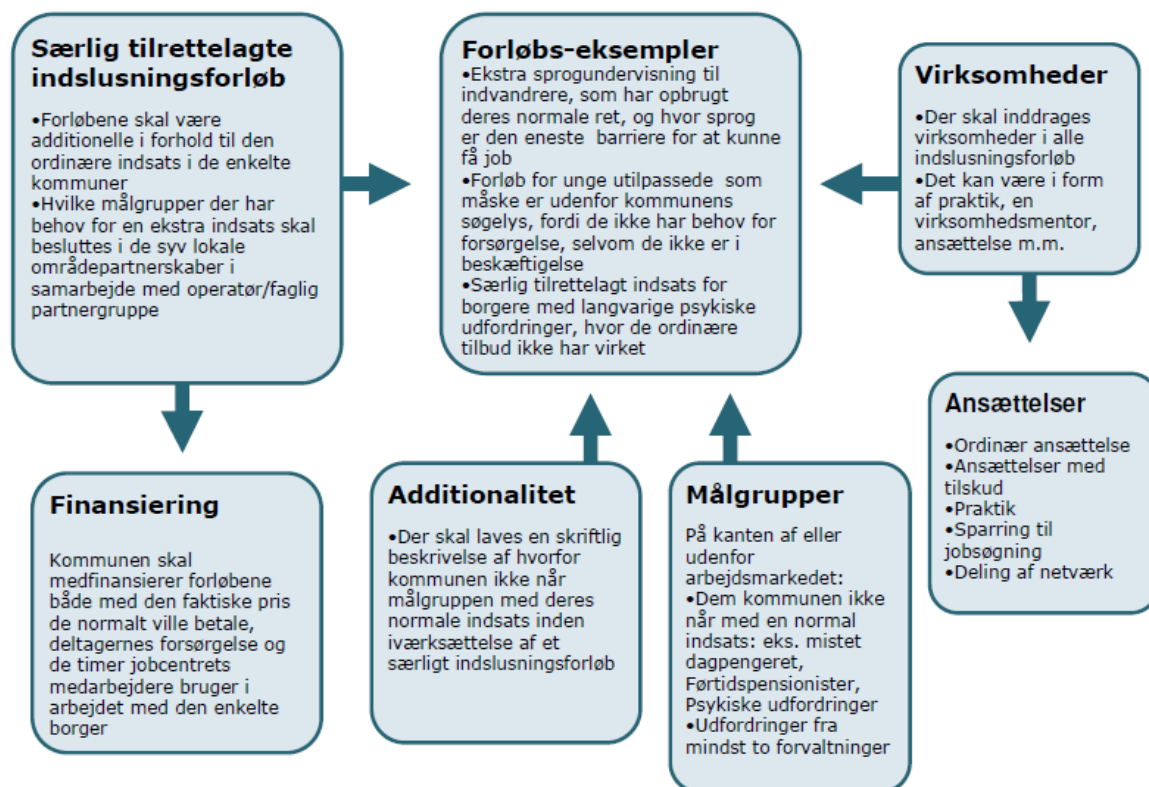 Særlig tilrettelagte
indslusningsforløb
•Forløbene skal være
additionelle i forhold til den
ordinære indsats i de enkelte
kommuner
•Hvilke målgrupper der har
behov for en ekstra indsats skal
besluttes i de syv lokale
områdepartnerskaber i
samarbejde med operatør/faglig
partnergruppe
Forløbs-eksempler
•Ekstra sprogundervisning til
indvandrere, som har opbrugt
deres normale ret, og hvor sprog
er den eneste barriere for at kunne
få job
•Forløb for unge utilpassede som
måske er udenfor kommunens
søgelys, fordi de ikke har behov for
forsørgelse, selvom de ikke er i
beskæftigelse
•Særlig tilrettelagt indsats for
borgere med langvarige psykiske
udfordringer, hvor de ordinære
tilbud ikke har virket
Virksomheder
•Der skal inddrages
virksomheder i alle
indslusningsforløb
•Det kan være i form
af praktik, en
virksomhedsmentor,
ansættelse m.m.
Finansiering
Kommunen skal
medfinansierer forløbene
både med den faktiske pris
de normalt ville betale,
deltagernes forsørgelse og
de timer jobcentrets
medarbejdere bruger i
arbejdet med den enkelte
borger
Additionalitet
•Der skal laves en skriftlig
beskrivelse af hvorfor
kommunen ikke når
målgruppen med deres
normale indsats inden
iværksættelse af et
særligt indslusningsforløb
Målgrupper
På kanten af eller
udenfor
arbejdsmarkedet:
•Dem kommunen ikke
når med en normal
indsats: eks. mistet
dagpengeret,
Førtidspensionister,
Psykiske udfordringer
•Udfordringer fra
mindst to forvaltninger
Ansættelser
•Ordinær ansættelse
•Ansættelser med
tilskud
•Praktik
•Sparring til
jobsøgning
•Deling af netværk